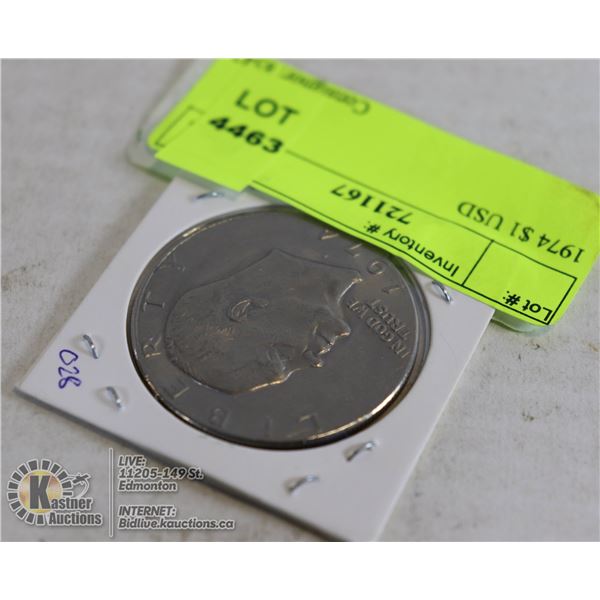 LOT
4463
Consignor
Lot #:
Inventory #:
721167
1974 $1 USD
LIBERTY
IN GOD WE
TRUST
1974
028
Kastner
Auctions
LIVE:
11205-149 St.
Edmonton
INTERNET:
Bidlive.kauctions.ca